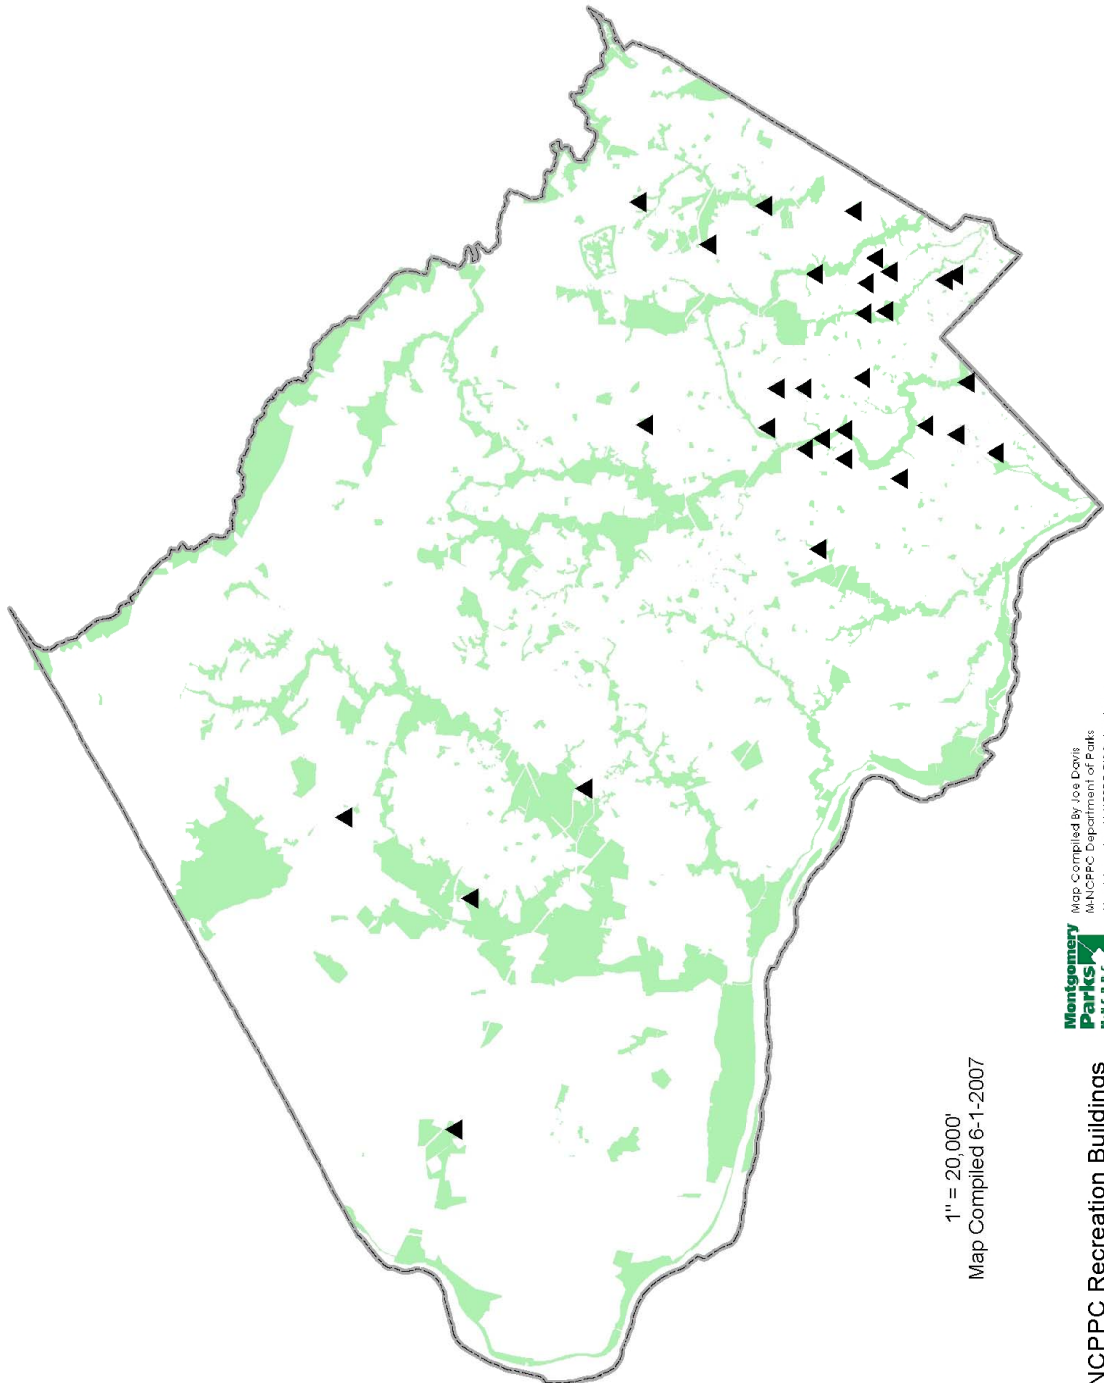 1" = 20,000'
Map Compiled 6-1-2007
Montgomery
Parks
Map Compiled By Joe Davis
M-NCPPC Department of Parks
NCPPC Recreation Buildings